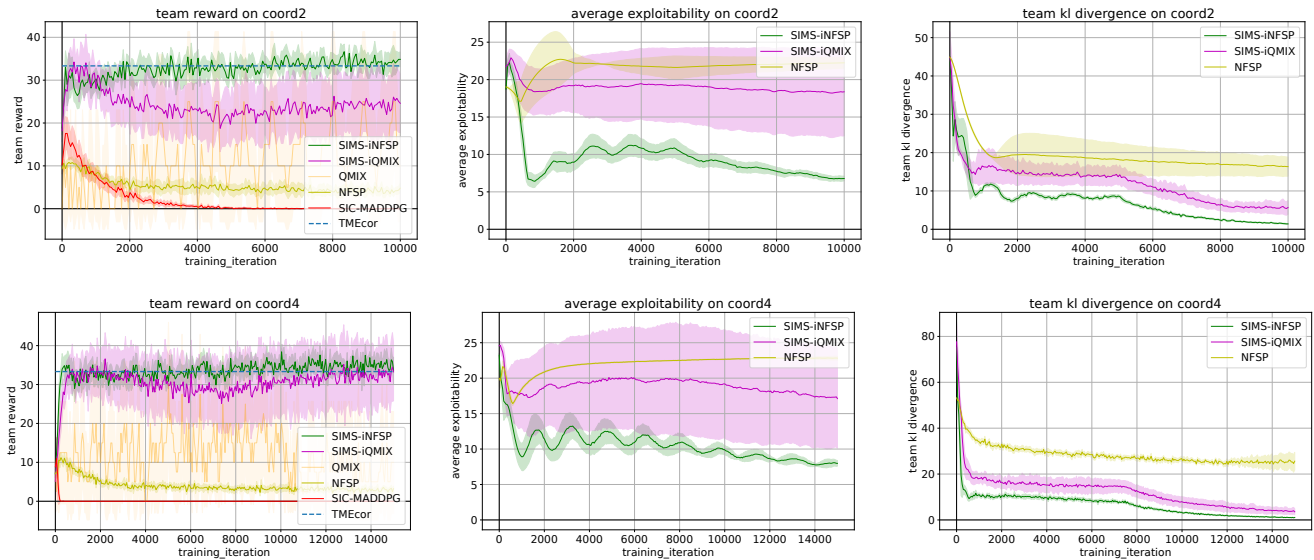 team reward on coord2
team reward
40
30
20
10
0
0 2000 4000 6000 8000 10000
training_iteration
SIMS-iNFSP
SIMS-iQMIX
QMIX
NFSP
SIC-MADDPG
TMEcor
average exploitability on coord2
average exploitability
25
20
15
10
5
0
0 2000 4000 6000 8000 10000
training_iteration
SIMS-iNFSP
SIMS-iQMIX
NFSP
team kl divergence on coord2
team kl divergence
50
40
30
20
10
0
0 2000 4000 6000 8000 10000
training_iteration
SIMS-iNFSP
SIMS-iQMIX
NFSP
team reward on coord4
team reward
40
30
20
10
0
0 2000 4000 6000 8000 10000 12000 14000
training_iteration
SIMS-iNFSP
SIMS-iQMIX
QMIX
NFSP
SIC-MADDPG
TMEcor
average exploitability on coord4
average exploitability
25
20
15
10
5
0
0 2000 4000 6000 8000 10000 12000 14000
training_iteration
SIMS-iNFSP
SIMS-iQMIX
NFSP
team kl divergence on coord4
team kl divergence
80
60
40
20
0
0 2000 4000 6000 8000 10000 12000 14000
training_iteration
SIMS-iNFSP
SIMS-iQMIX
NFSP